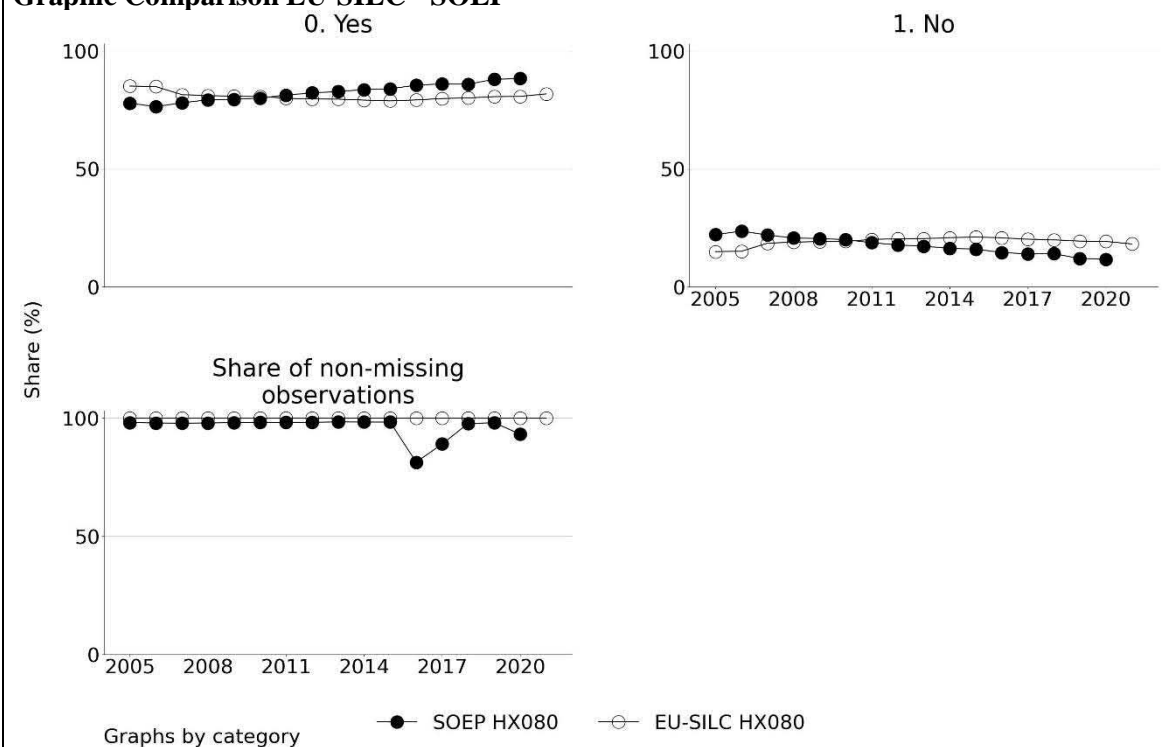 Graphic Comparison EU-SILC - SOEP
0. Yes
100
50
0
1. No
100
50
0
2005 2008 2011 2014 2017 2020
Share (%)
Share of non-missing
observations
100
50
0
2005 2008 2011 2014 2017 2020
SOEP HX080 EU-SILC HX080
Graphs by category